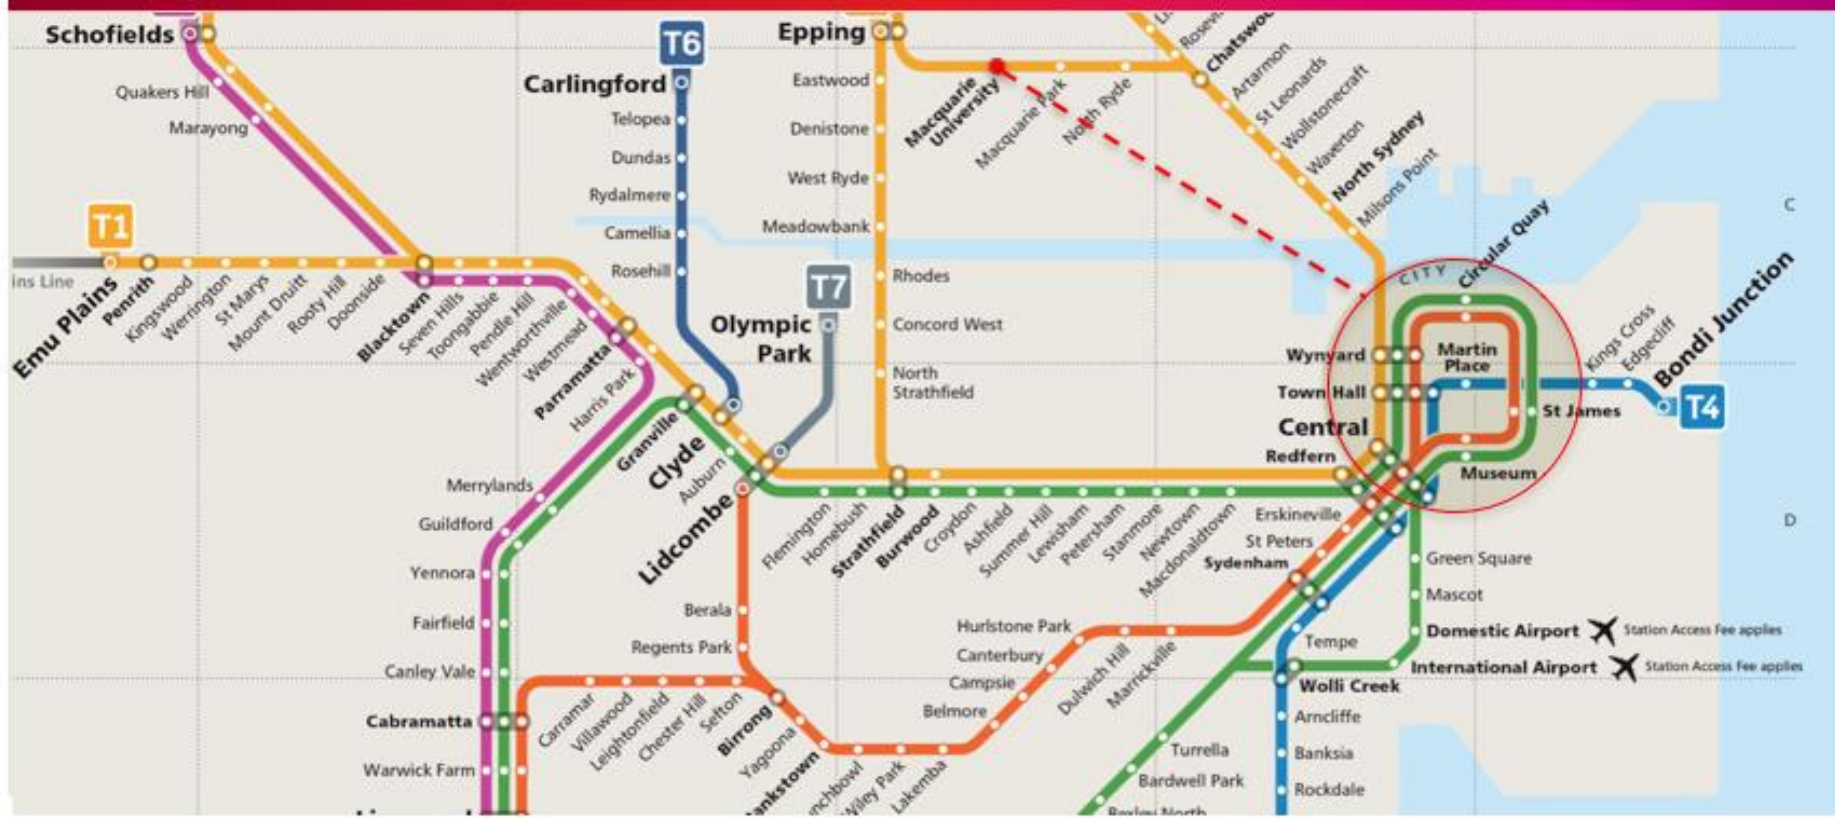 Schofields
Quakers Hill
Marayong
T1
ins Line
Emu Plains
Penrith
Kingswood
Werrington
St Marys
Mount Druitt
Rooty Hill
Doonside
Blacktown
Seven Hills
Toongabbie
Pendle Hill
Wentworthville
Westmead
Parramatta
Harris Park
T6
Carlingford
Telopea
Dundas
Rydalmere
Camellia
Rosehill
T7
Olympic
Park
Epping
Eastwood
Denistone
West Ryde
Meadowbank
Rhodes
Concord West
North
Strathfield
Macquarie
University
Macquarie Park
North Ryde
Chatswoo
Artarmon
St Leonards
Wollstonecraft
Waverton
North Sydney
Milsons Point
C
CITY
Circular Quay
Wynyard
Martin
Place
Town Hall
Central
Redfern
St James
Museum
Kings Cross
Edgecliff
Bondi Junction
T4
Granville
Clyde
Auburn
Lidcombe
Flemington
Homebush
Strathfield
Burwood
Croydon
Ashfield
Summer Hill
Lewisham
Petersham
Stanmore
Newtown
Macdonaldtown
Erskineville
St Peters
Sydenham
D
Merrylands
Guildford
Yennora
Fairfield
Canley Vale
Cabramatta
Warwick Farm
Berala
Regents Park
Carramar
Villawood
Leightonfield
Chester Hill
Sefton
Birrong
Yagoona
ankstown
nchbowl
Wiley Park
Lakemba
Belmore
Campsie
Canterbury
Hurlstone Park
Dulwich Hill
Marrickville
Green Square
Mascot
Domestic Airport Station Access Fee applies
International Airport Station Access Fee applies
Tempe
Wolli Creek
Arncliffe
Banksia
Rockdale
Turrella
Bardwell Park
Bexley North